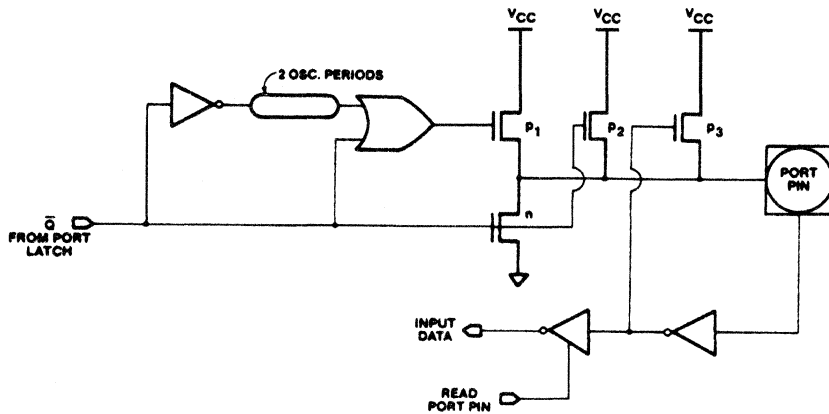 VCC
VCC
VCC
2 OSC. PERIODS
P1
P2
P3
PORT
PIN
Q̅
FROM PORT
LATCH
n
INPUT
DATA
READ
PORT PIN